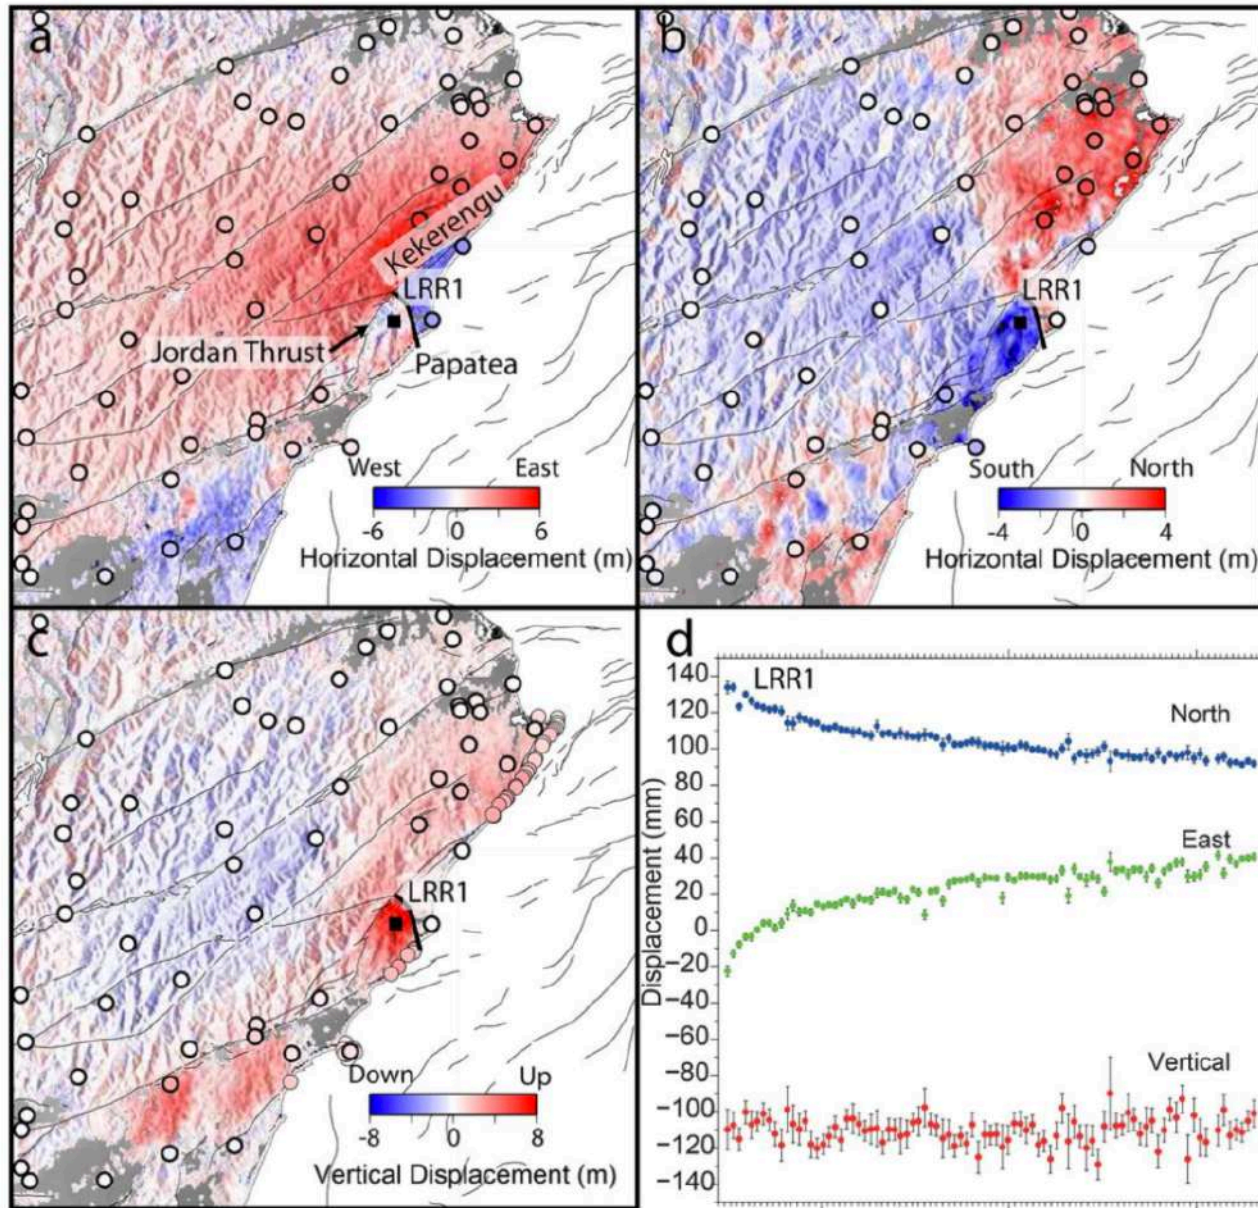 a
Kekerengu
LRR1
Jordan Thrust
Papatea
West East
-6 0 6
Horizontal Displacement (m)
b
LRR1
South North
-4 0 4
Horizontal Displacement (m)
c
LRR1
Down Up
-8 0 8
Vertical Displacement (m)
d
Displacement (mm)
140
120
100
80
60
40
20
0
−20
−40
−60
−80
−100
−120
−140
LRR1
North
East
Vertical